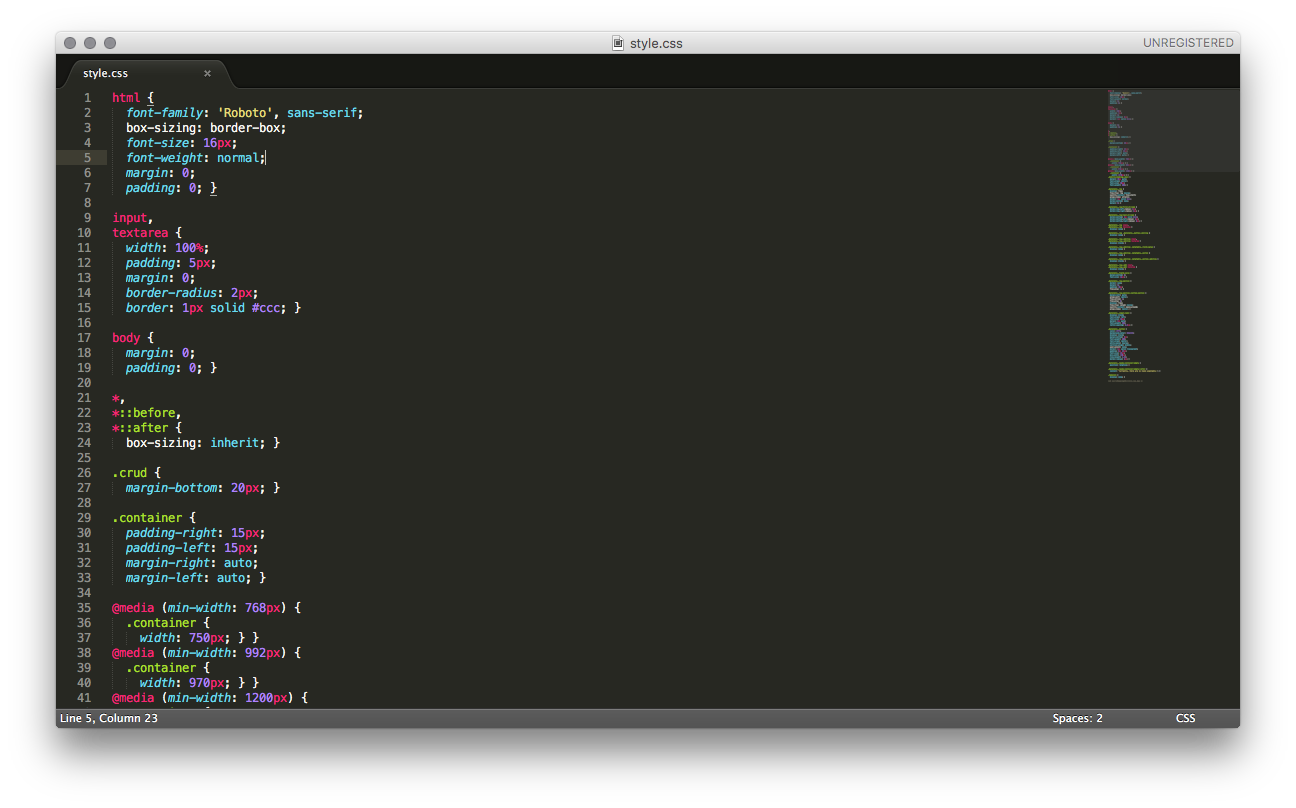 style.css
UNREGISTERED
style.css ×
1 html {
2   font-family: 'Roboto', sans-serif;
3   box-sizing: border-box;
4   font-size: 16px;
5   font-weight: normal;
6   margin: 0;
7   padding: 0; }
8
9 input,
10 textarea {
11   width: 100%;
12   padding: 5px;
13   margin: 0;
14   border-radius: 2px;
15   border: 1px solid #ccc; }
16
17 body {
18   margin: 0;
19   padding: 0; }
20
21 *,
22 *::before,
23 *::after {
24   box-sizing: inherit; }
25
26 .crud {
27   margin-bottom: 20px; }
28
29 .container {
30   padding-right: 15px;
31   padding-left: 15px;
32   margin-right: auto;
33   margin-left: auto; }
34
35 @media (min-width: 768px) {
36   .container {
37     width: 750px; } }
38 @media (min-width: 992px) {
39   .container {
40     width: 970px; } }
41 @media (min-width: 1200px) {
Line 5, Column 23
Spaces: 2
CSS